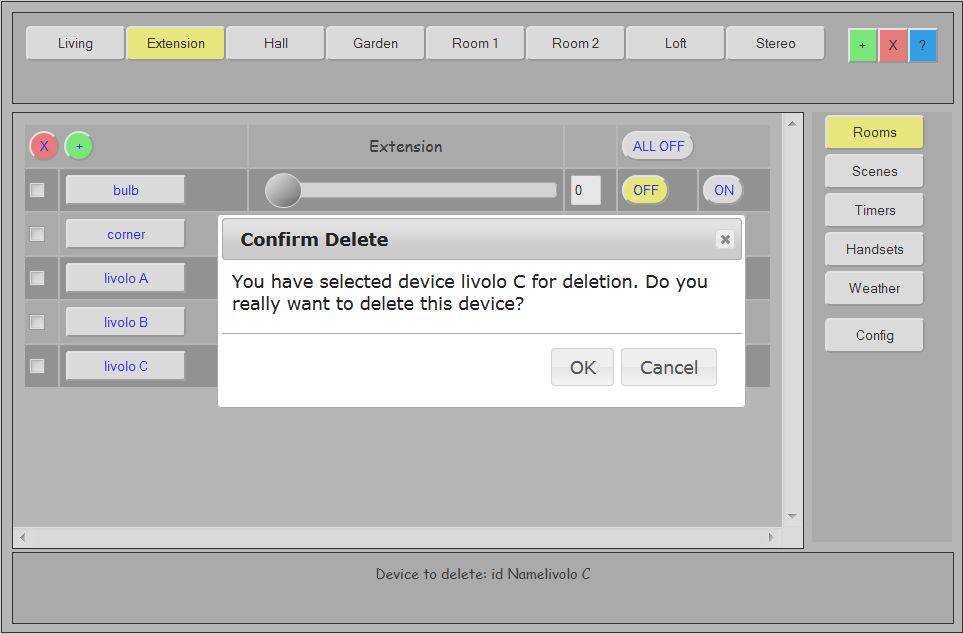 Living Extension Hall Garden Room 1 Room 2 Loft Stereo + X ?
X + Extension ALL OFF
Rooms
bulb 0 OFF ON
Scenes
corner
Timers
Confirm Delete
Handsets
livolo A
You have selected device livolo C for deletion. Do you
really want to delete this device?
Weather
livolo B
Config
livolo C
OK Cancel
Device to delete: id Namelivolo C